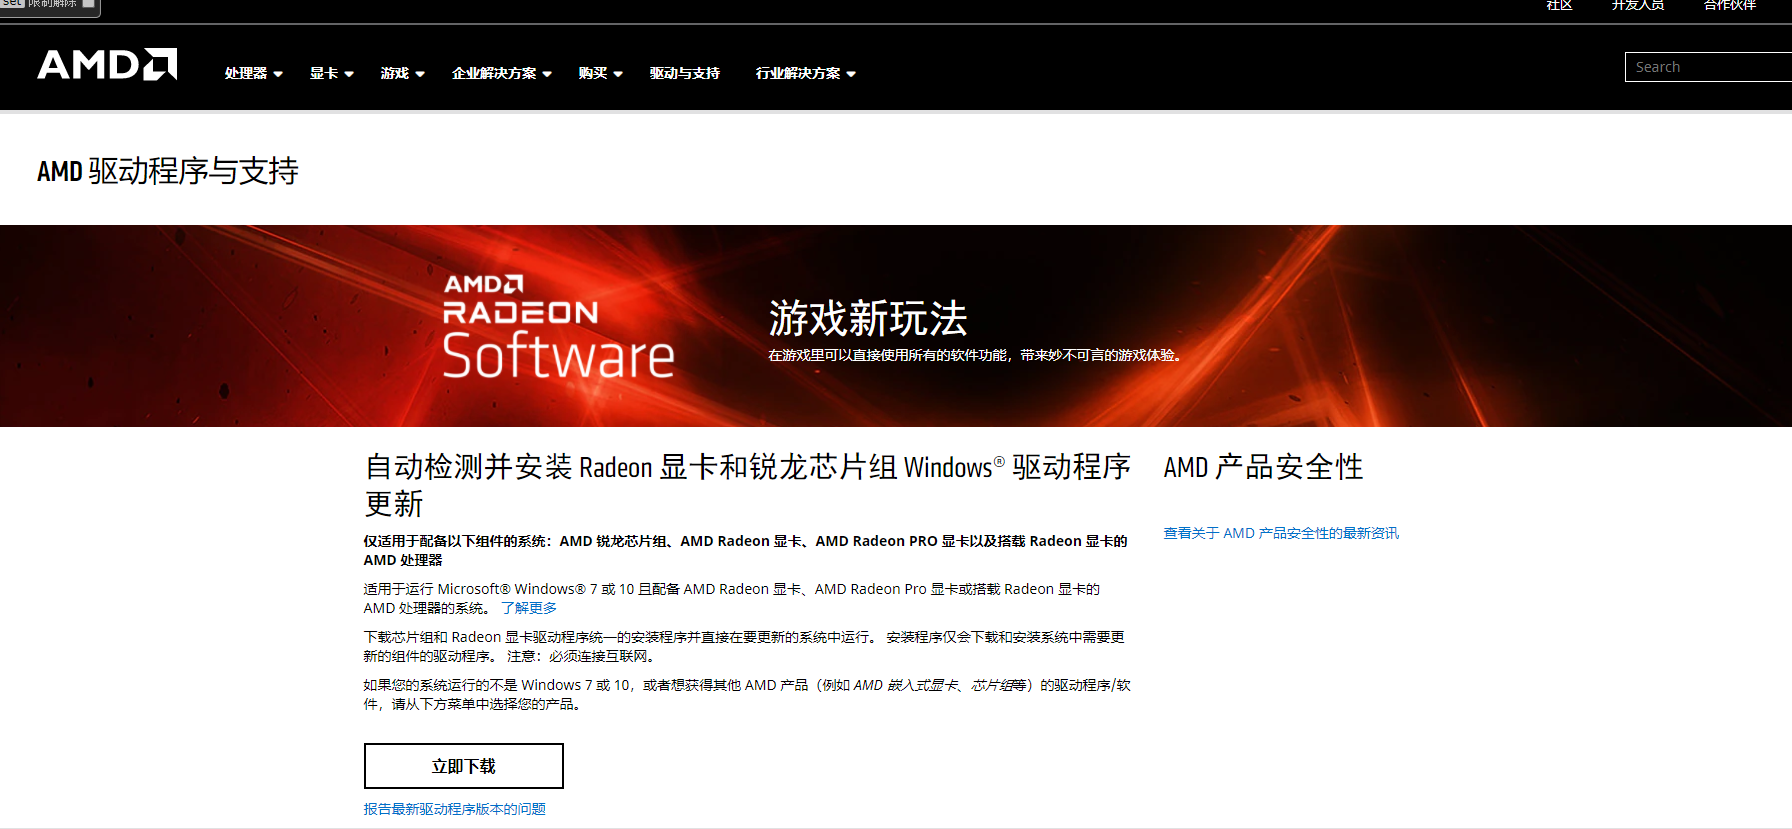 set 限制解除
社区 开发人员 合作伙伴
AMD 处理器 显卡 游戏 企业解决方案 购买 驱动与支持 行业解决方案 Search
AMD 驱动程序与支持
AMD
RADEON
Software
游戏新玩法
在游戏里可以直接使用所有的软件功能，带来妙不可言的游戏体验。
自动检测并安装 Radeon 显卡和锐龙芯片组 Windows® 驱动程序
更新
仅适用于配备以下组件的系统：AMD 锐龙芯片组、AMD Radeon 显卡、AMD Radeon PRO 显卡以及搭载 Radeon 显卡的
AMD 处理器
适用于运行 Microsoft® Windows® 7 或 10 且配备 AMD Radeon 显卡、AMD Radeon Pro 显卡或搭载 Radeon 显卡的
AMD 处理器的系统。 了解更多
下载芯片组和 Radeon 显卡驱动程序统一的安装程序并直接在要更新的系统中运行。 安装程序仅会下载和安装系统中需要更
新的组件的驱动程序。 注意：必须连接互联网。
如果您的系统运行的不是 Windows 7 或 10，或者想获得其他 AMD 产品（例如 AMD 嵌入式显卡、芯片组等）的驱动程序/软
件，请从下方菜单中选择您的产品。
立即下载
报告最新驱动程序版本的问题
AMD 产品安全性
查看关于 AMD 产品安全性的最新资讯